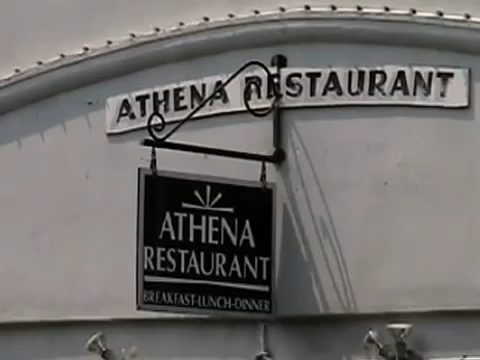 ATHENA RESTAURANT
ATHENA
RESTAURANT
BREAKFAST-LUNCH-DINNER